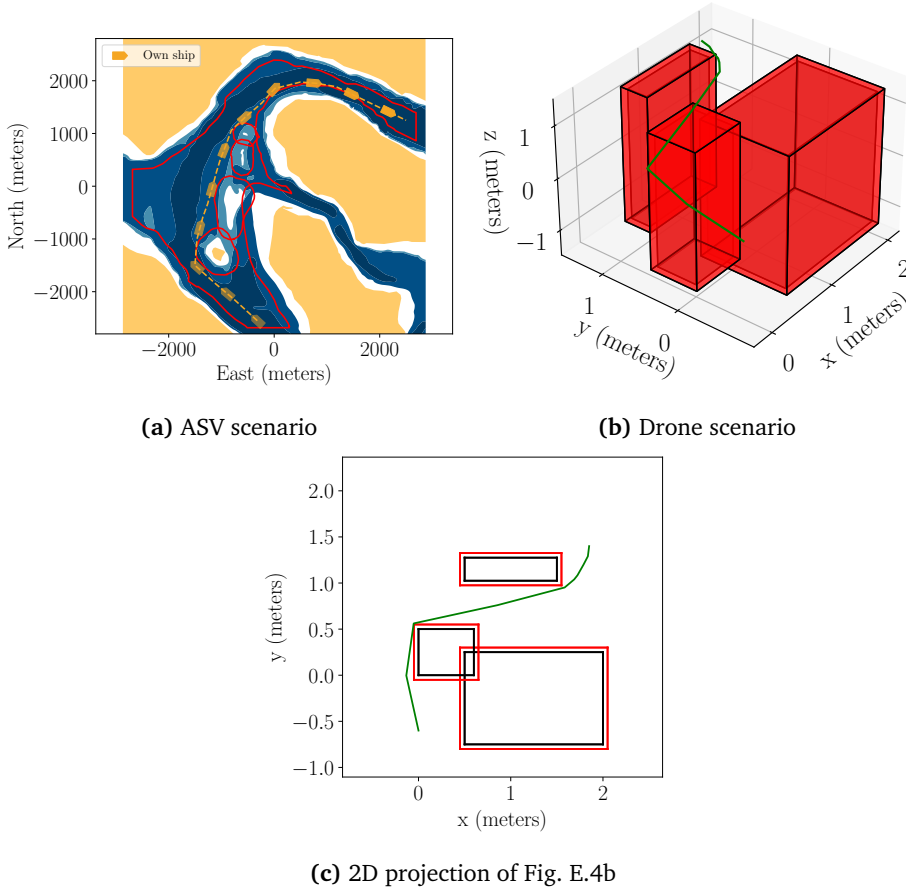 Own ship
2000
1000
0
−1000
−2000
North (meters)
−2000
0
2000
East (meters)
(a) ASV scenario
z (meters)
1
0
−1
1
0
y (meters)
0
1
2
x (meters)
(b) Drone scenario
2.0
1.5
1.0
0.5
0.0
−0.5
−1.0
y (meters)
0
1
2
x (meters)
(c) 2D projection of Fig. E.4b